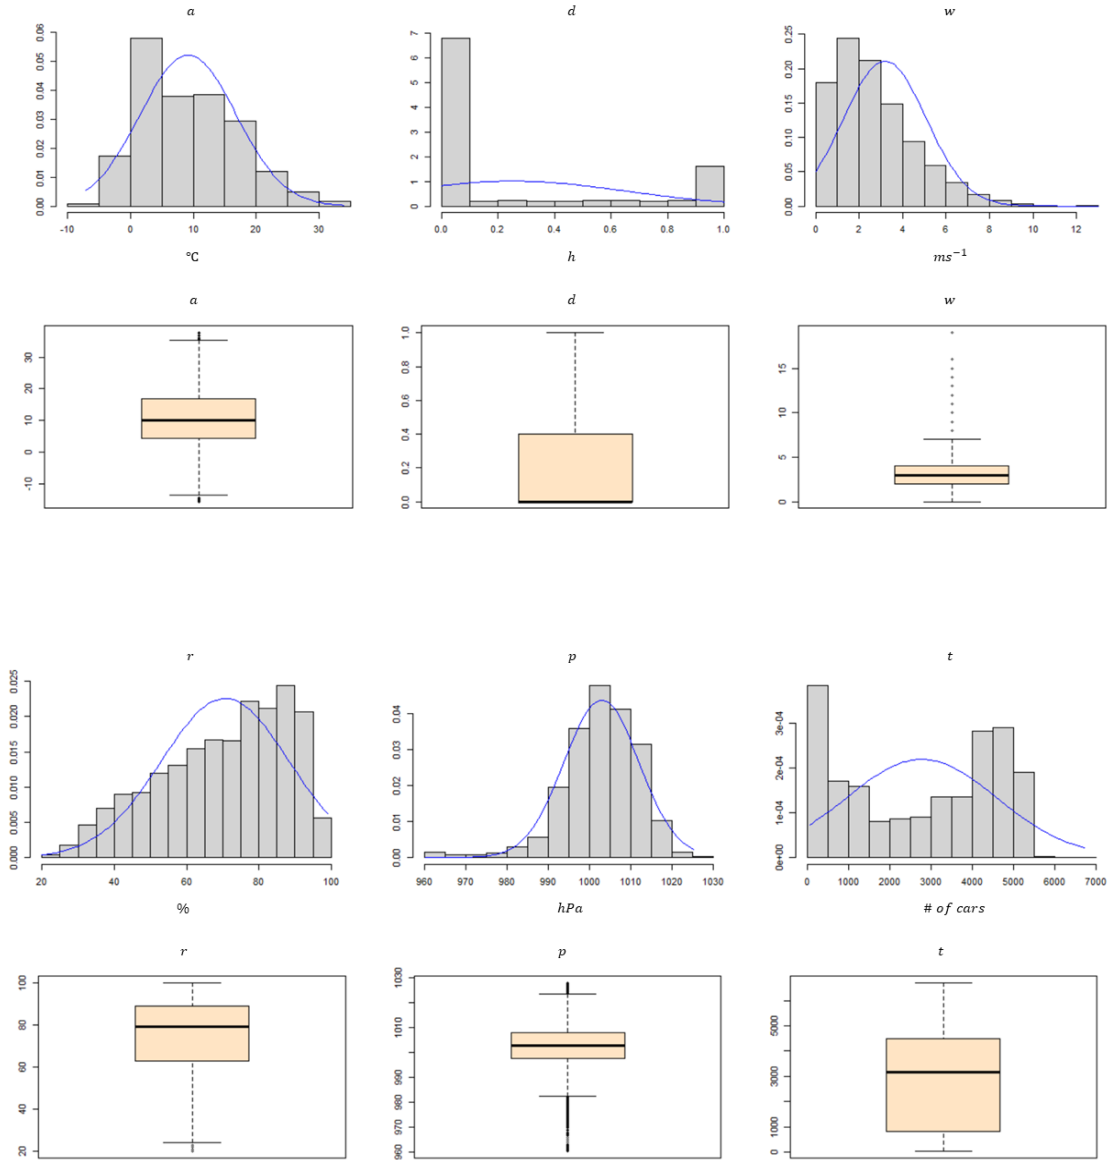 a d w
0.00 0.01 0.02 0.03 0.04 0.05 0.06
-10 0 10 20 30
0 1 2 3 4 5 6 7
0.0 0.2 0.4 0.6 0.8 1.0
0.00 0.05 0.10 0.15 0.20 0.25
0 2 4 6 8 10 12
°C h ms⁻¹
a d w
-10 0 10 20 30
0.0 0.2 0.4 0.6 0.8 1.0
0 5 10 15
r p t
0.000 0.005 0.010 0.015 0.020 0.025
20 40 60 80 100
0.00 0.01 0.02 0.03 0.04
960 970 980 990 1000 1010 1020 1030
0e+00 1e-04 2e-04 3e-04
0 1000 2000 3000 4000 5000 6000 7000
% hPa # of cars
r p t
20 40 60 80 100
960 970 980 990 1010 1030
0 1000 3000 5000